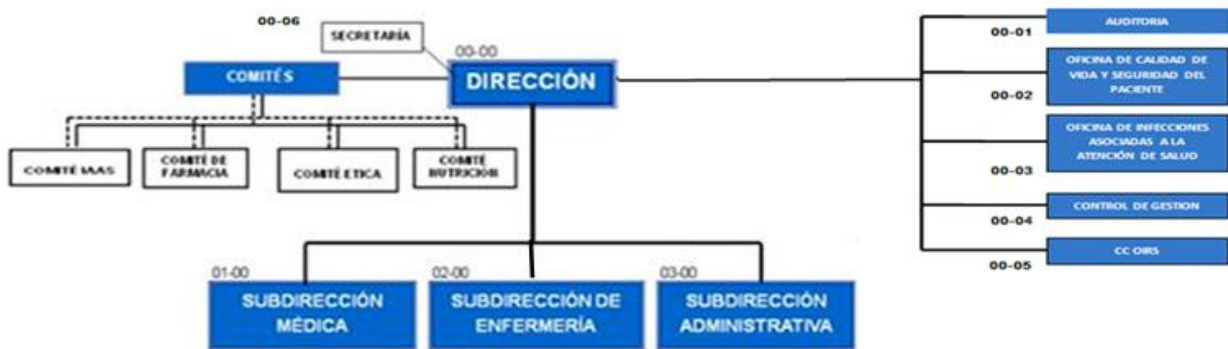 00-06
SECRETARÍA
00-00
DIRECCIÓN
COMITÉS
COMITÉ IAAS
COMITÉ DE
FARMACIA
COMITÉ ETICA
COMITÉ
NUTRICION
00-01
AUDITORIA
00-02
OFICINA DE CALIDAD DE
VIDA Y SEGURIDAD DEL
PACIENTE
00-03
OFICINA DE INFECCIONES
ASOCIADAS A LA
ATENCIÓN DE SALUD
00-04
CONTROL DE GESTION
00-05
CC OIRS
01-00
SUBDIRECCIÓN
MÉDICA
02-00
SUBDIRECCIÓN DE
ENFERMERÍA
03-00
SUBDIRECCIÓN
ADMINISTRATIVA